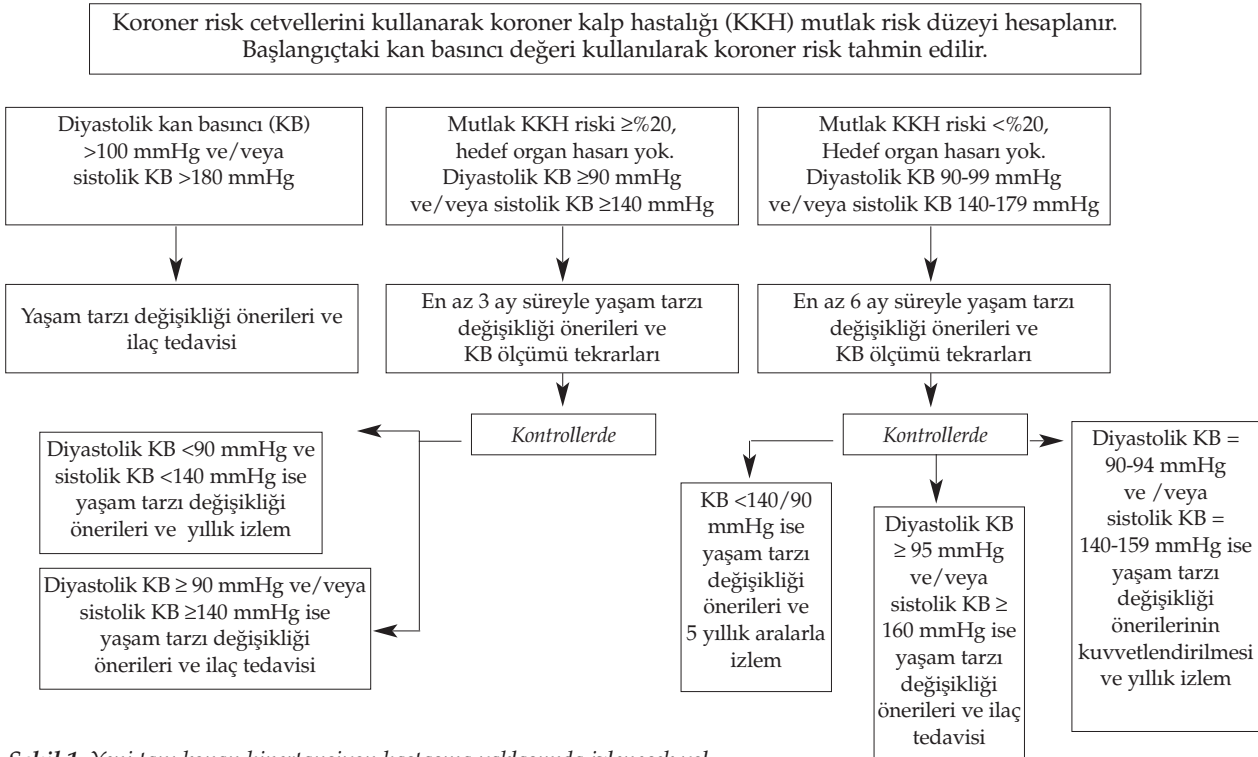 Koroner risk cetvellerini kullanarak koroner kalp hastalığı (KKH) mutlak risk düzeyi hesaplanır.
Başlangıçtaki kan basıncı değeri kullanılarak koroner risk tahmin edilir.
Diyastolik kan basıncı (KB)
>100 mmHg ve/veya
sistolik KB >180 mmHg
Mutlak KKH riski ≥%20,
hedef organ hasarı yok.
Diyastolik KB ≥90 mmHg
ve/veya sistolik KB ≥140 mmHg
Mutlak KKH riski <%20,
Hedef organ hasarı yok.
Diyastolik KB 90-99 mmHg
ve/veya sistolik KB 140-179 mmHg
Yaşam tarzı değişikliği önerileri ve
ilaç tedavisi
En az 3 ay süreyle yaşam tarzı
değişikliği önerileri ve
KB ölçümü tekrarları
En az 6 ay süreyle yaşam tarzı
değişikliği önerileri ve
KB ölçümü tekrarları
Kontrollerde
Kontrollerde
Diyastolik KB <90 mmHg ve
sistolik KB <140 mmHg ise
yaşam tarzı değişikliği
önerileri ve yıllık izlem
Diyastolik KB ≥ 90 mmHg ve/veya
sistolik KB ≥140 mmHg ise
yaşam tarzı değişikliği
önerileri ve ilaç tedavisi
KB <140/90
mmHg ise
yaşam tarzı
değişikliği
önerileri ve
5 yıllık aralarla
izlem
Diyastolik KB
≥ 95 mmHg
ve/veya
sistolik KB ≥
160 mmHg ise
yaşam tarzı
değişikliği
önerileri ve ilaç
tedavisi
Diyastolik KB =
90-94 mmHg
ve /veya
sistolik KB =
140-159 mmHg ise
yaşam tarzı
değişikliği
önerilerinin
kuvvetlendirilmesi
ve yıllık izlem